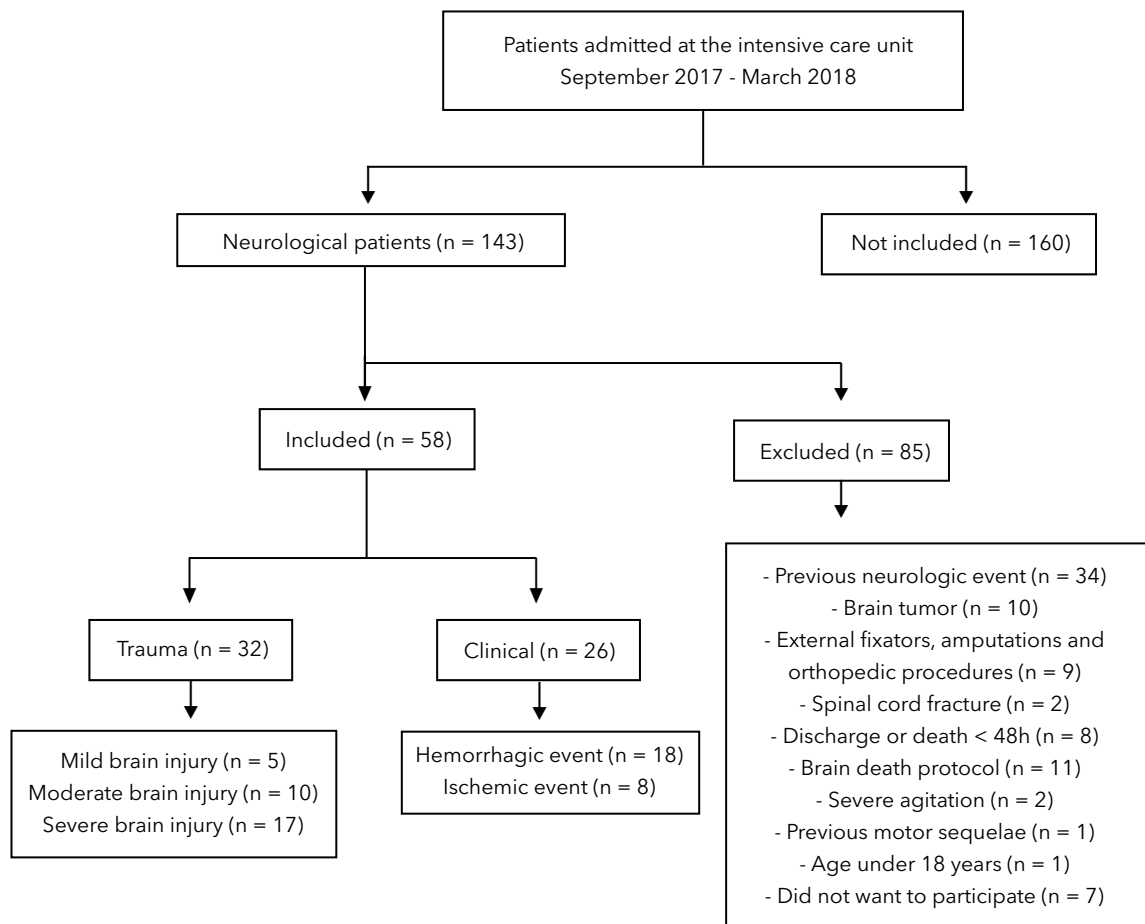 Patients admitted at the intensive care unit
September 2017 - March 2018
Neurological patients (n = 143)
Not included (n = 160)
Included (n = 58)
Excluded (n = 85)
Trauma (n = 32)
Clinical (n = 26)
Mild brain injury (n = 5)
Moderate brain injury (n = 10)
Severe brain injury (n = 17)
Hemorrhagic event (n = 18)
Ischemic event (n = 8)
- Previous neurologic event (n = 34)
- Brain tumor (n = 10)
- External fixators, amputations and
orthopedic procedures (n = 9)
- Spinal cord fracture (n = 2)
- Discharge or death < 48h (n = 8)
- Brain death protocol (n = 11)
- Severe agitation (n = 2)
- Previous motor sequelae (n = 1)
- Age under 18 years (n = 1)
- Did not want to participate (n = 7)